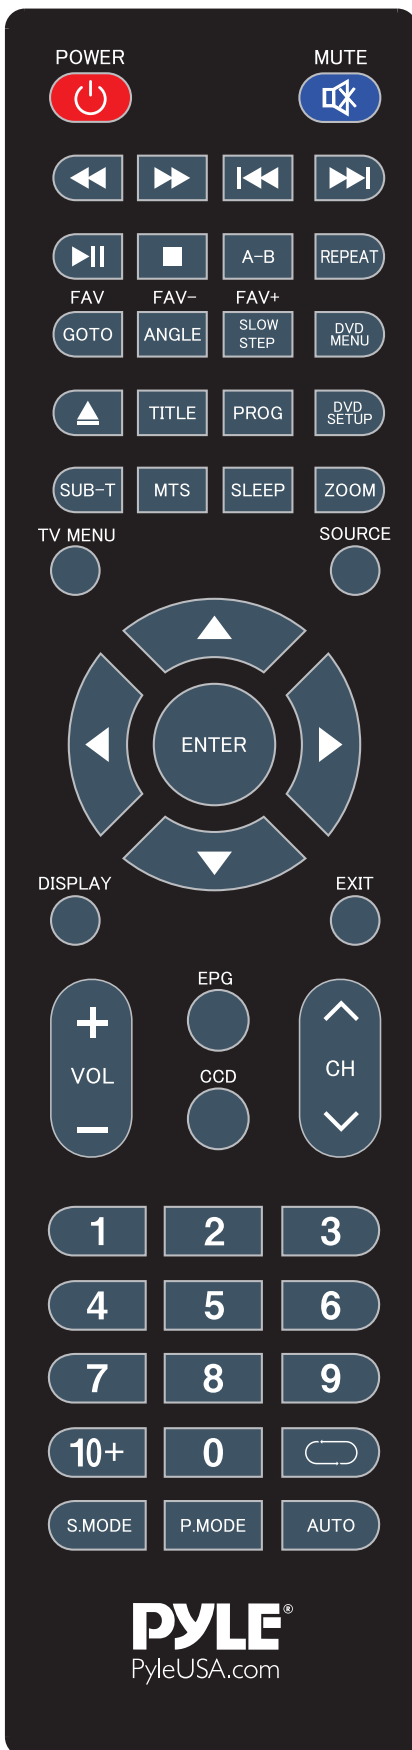 POWER MUTE
A-B REPEAT
FAV FAV- FAV+
GOTO ANGLE SLOW STEP DVD MENU
TITLE PROG DVD SETUP
SUB-T MTS SLEEP ZOOM
TV MENU SOURCE
ENTER
DISPLAY EXIT
EPG
+ CH
VOL CCD
-
1 2 3
4 5 6
7 8 9
10+ 0
S.MODE P.MODE AUTO
PYLE®
PyleUSA.com